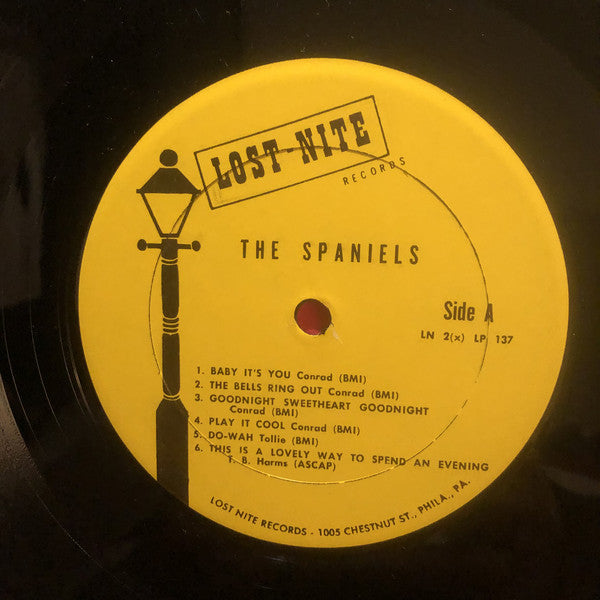 LOST-NITE
RECORDS
THE SPANIELS
Side A
LN 2(x) LP 137
1. BABY IT'S YOU Conrad (BMI)
2. THE BELLS RING OUT Conrad (BMI)
3. GOODNIGHT SWEETHEART GOODNIGHT
Conrad (BMI)
4. PLAY IT COOL Conrad (BMI)
5. DO-WAH Tollie (BMI)
6. THIS IS A LOVELY WAY TO SPEND AN EVENING
T. B. Harms (ASCAP)
LOST NITE RECORDS - 1005 CHESTNUT ST., PHILA., PA.